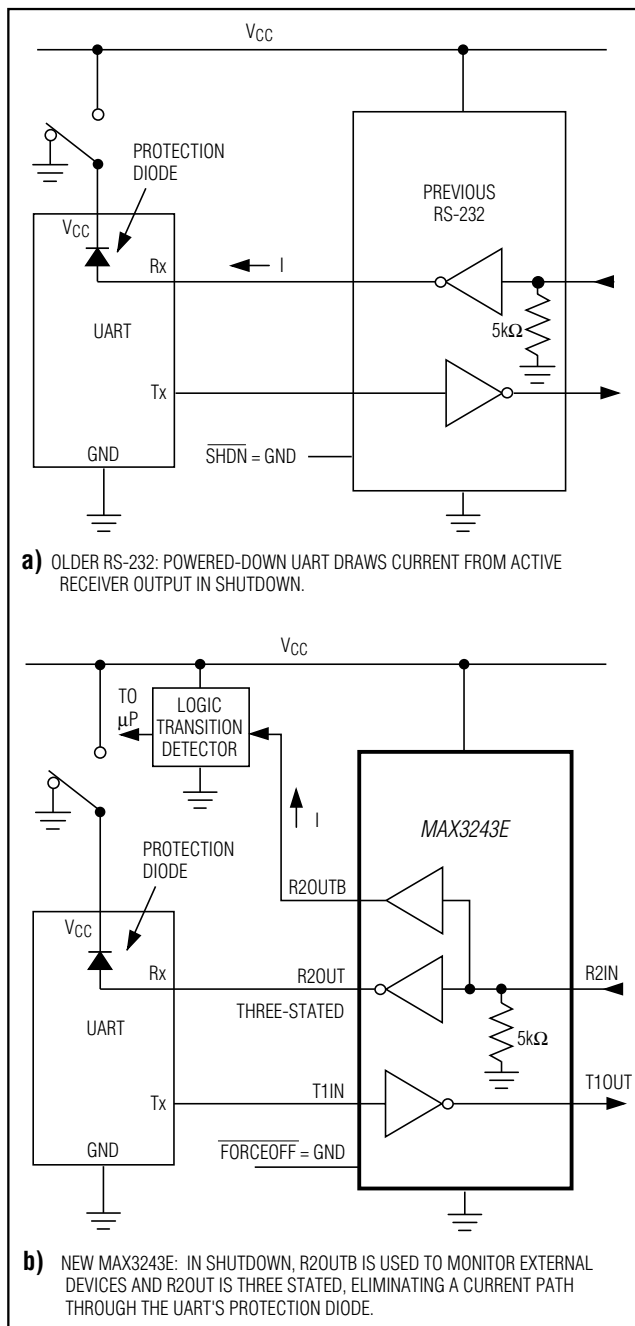 VCC
PROTECTION
DIODE
VCC
Rx
I
PREVIOUS
RS-232
5kΩ
UART
Tx
GND
SHDN = GND
a) OLDER RS-232: POWERED-DOWN UART DRAWS CURRENT FROM ACTIVE
RECEIVER OUTPUT IN SHUTDOWN.
VCC
TO
µP
LOGIC
TRANSITION
DETECTOR
I
MAX3243E
PROTECTION
DIODE
R2OUTB
VCC
Rx
R2OUT
R2IN
THREE-STATED
UART
5kΩ
Tx
T1IN
T1OUT
GND
FORCEOFF = GND
b) NEW MAX3243E: IN SHUTDOWN, R2OUTB IS USED TO MONITOR EXTERNAL
DEVICES AND R2OUT IS THREE STATED, ELIMINATING A CURRENT PATH
THROUGH THE UART'S PROTECTION DIODE.